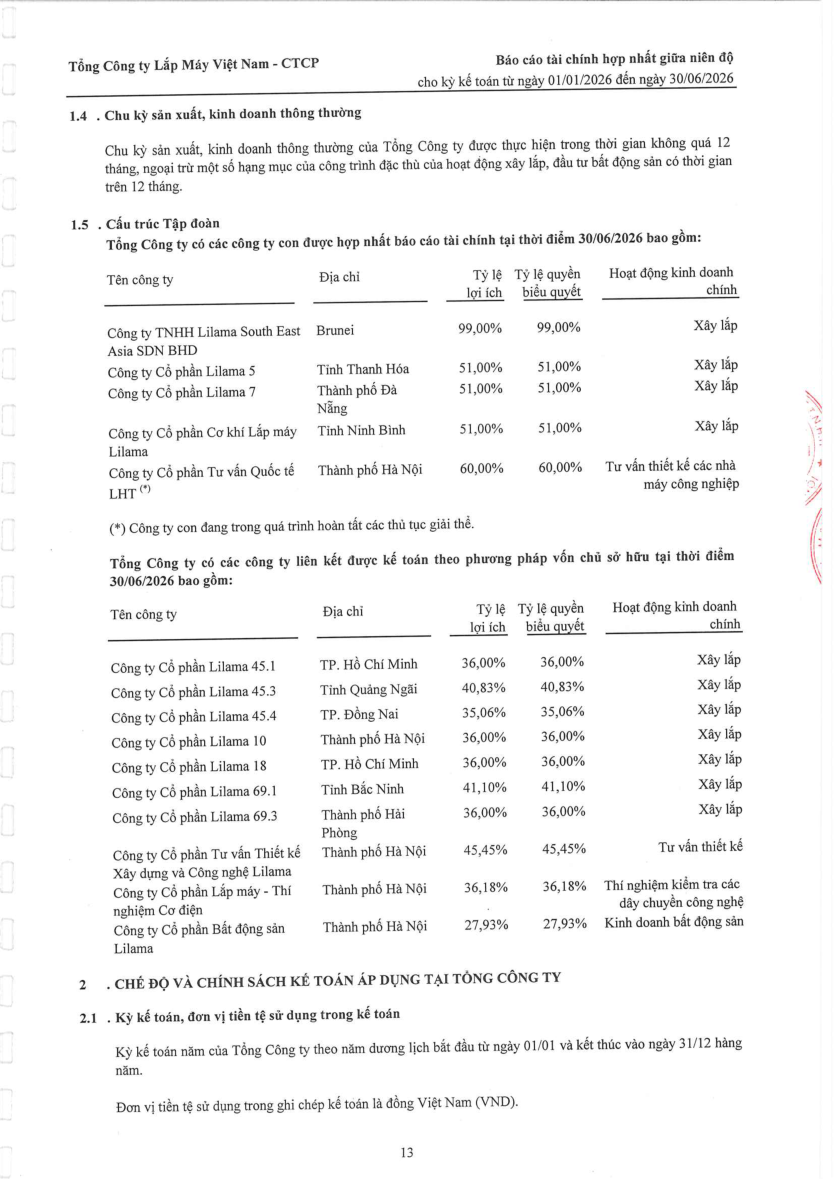 Tổng Công ty Lắp Máy Việt Nam - CTCP
Báo cáo tài chính hợp nhất giữa niên độ
cho kỳ kế toán từ ngày 01/01/2026 đến ngày 30/06/2026
1.4 . Chu kỳ sản xuất, kinh doanh thông thường
Chu kỳ sản xuất, kinh doanh thông thường của Tổng Công ty được thực hiện trong thời gian không quá 12
tháng, ngoại trừ một số hạng mục của công trình đặc thù của hoạt động xây lắp, đầu tư bất động sản có thời gian
trên 12 tháng.
1.5 . Cấu trúc Tập đoàn
Tổng Công ty có các công ty con được hợp nhất báo cáo tài chính tại thời điểm 30/06/2026 bao gồm:
Tên công ty Địa chỉ Tỷ lệ Tỷ lệ quyền Hoạt động kinh doanh
lợi ích biểu quyết chính
Công ty TNHH Lilama South East Brunei 99,00% 99,00% Xây lắp
Asia SDN BHD
Công ty Cổ phần Lilama 5 Tỉnh Thanh Hóa 51,00% 51,00% Xây lắp
Công ty Cổ phần Lilama 7 Thành phố Đà 51,00% 51,00% Xây lắp
Nẵng
Công ty Cổ phần Cơ khí Lắp máy Tỉnh Ninh Bình 51,00% 51,00% Xây lắp
Lilama
Công ty Cổ phần Tư vấn Quốc tế Thành phố Hà Nội 60,00% 60,00% Tư vấn thiết kế các nhà
LHT (*) máy công nghiệp
(*) Công ty con đang trong quá trình hoàn tất các thủ tục giải thể.
Tổng Công ty có các công ty liên kết được kế toán theo phương pháp vốn chủ sở hữu tại thời điểm
30/06/2026 bao gồm:
Tên công ty Địa chỉ Tỷ lệ Tỷ lệ quyền Hoạt động kinh doanh
lợi ích biểu quyết chính
Công ty Cổ phần Lilama 45.1 TP. Hồ Chí Minh 36,00% 36,00% Xây lắp
Công ty Cổ phần Lilama 45.3 Tỉnh Quảng Ngãi 40,83% 40,83% Xây lắp
Công ty Cổ phần Lilama 45.4 TP. Đồng Nai 35,06% 35,06% Xây lắp
Công ty Cổ phần Lilama 10 Thành phố Hà Nội 36,00% 36,00% Xây lắp
Công ty Cổ phần Lilama 18 TP. Hồ Chí Minh 36,00% 36,00% Xây lắp
Công ty Cổ phần Lilama 69.1 Tỉnh Bắc Ninh 41,10% 41,10% Xây lắp
Công ty Cổ phần Lilama 69.3 Thành phố Hải 36,00% 36,00% Xây lắp
Phòng
Công ty Cổ phần Tư vấn Thiết kế Thành phố Hà Nội 45,45% 45,45% Tư vấn thiết kế
Xây dựng và Công nghệ Lilama
Công ty Cổ phần Lắp máy - Thí Thành phố Hà Nội 36,18% 36,18% Thí nghiệm kiểm tra các
nghiệm Cơ điện dây chuyền công nghệ
Công ty Cổ phần Bất động sản Thành phố Hà Nội 27,93% 27,93% Kinh doanh bất động sản
Lilama
2 . CHẾ ĐỘ VÀ CHÍNH SÁCH KẾ TOÁN ÁP DỤNG TẠI TỔNG CÔNG TY
2.1 . Kỳ kế toán, đơn vị tiền tệ sử dụng trong kế toán
Kỳ kế toán năm của Tổng Công ty theo năm dương lịch bắt đầu từ ngày 01/01 và kết thúc vào ngày 31/12 hàng
năm.
Đơn vị tiền tệ sử dụng trong ghi chép kế toán là đồng Việt Nam (VND).
13